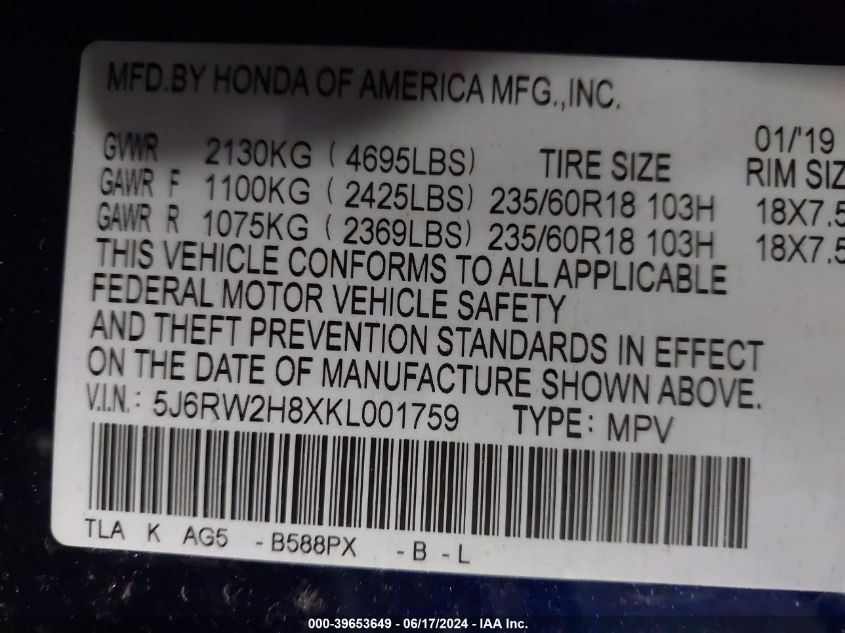 MFD.BY HONDA OF AMERICA MFG.,INC.
01/'19
GVWR 2130KG ( 4695LBS) TIRE SIZE RIM SIZ
GAWR F 1100KG ( 2425LBS) 235/60R18 103H 18X7.5
GAWR R 1075KG ( 2369LBS) 235/60R18 103H 18X7.5
THIS VEHICLE CONFORMS TO ALL APPLICABLE
FEDERAL MOTOR VEHICLE SAFETY
AND THEFT PREVENTION STANDARDS IN EFFECT
ON THE DATE OF MANUFACTURE SHOWN ABOVE.
V.I.N.: 5J6RW2H8XKL001759 TYPE: MPV
TLA K AG5 -B588PX -B -L
000-39653649 - 06/17/2024 - IAA Inc.